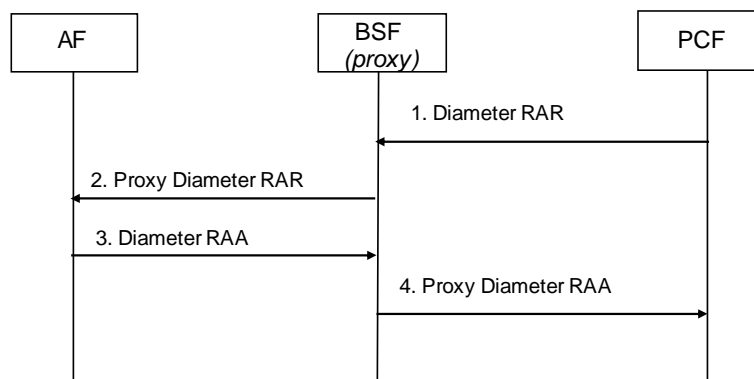 AF
BSF
(proxy)
PCF
1. Diameter RAR
2. Proxy Diameter RAR
3. Diameter RAA
4. Proxy Diameter RAA